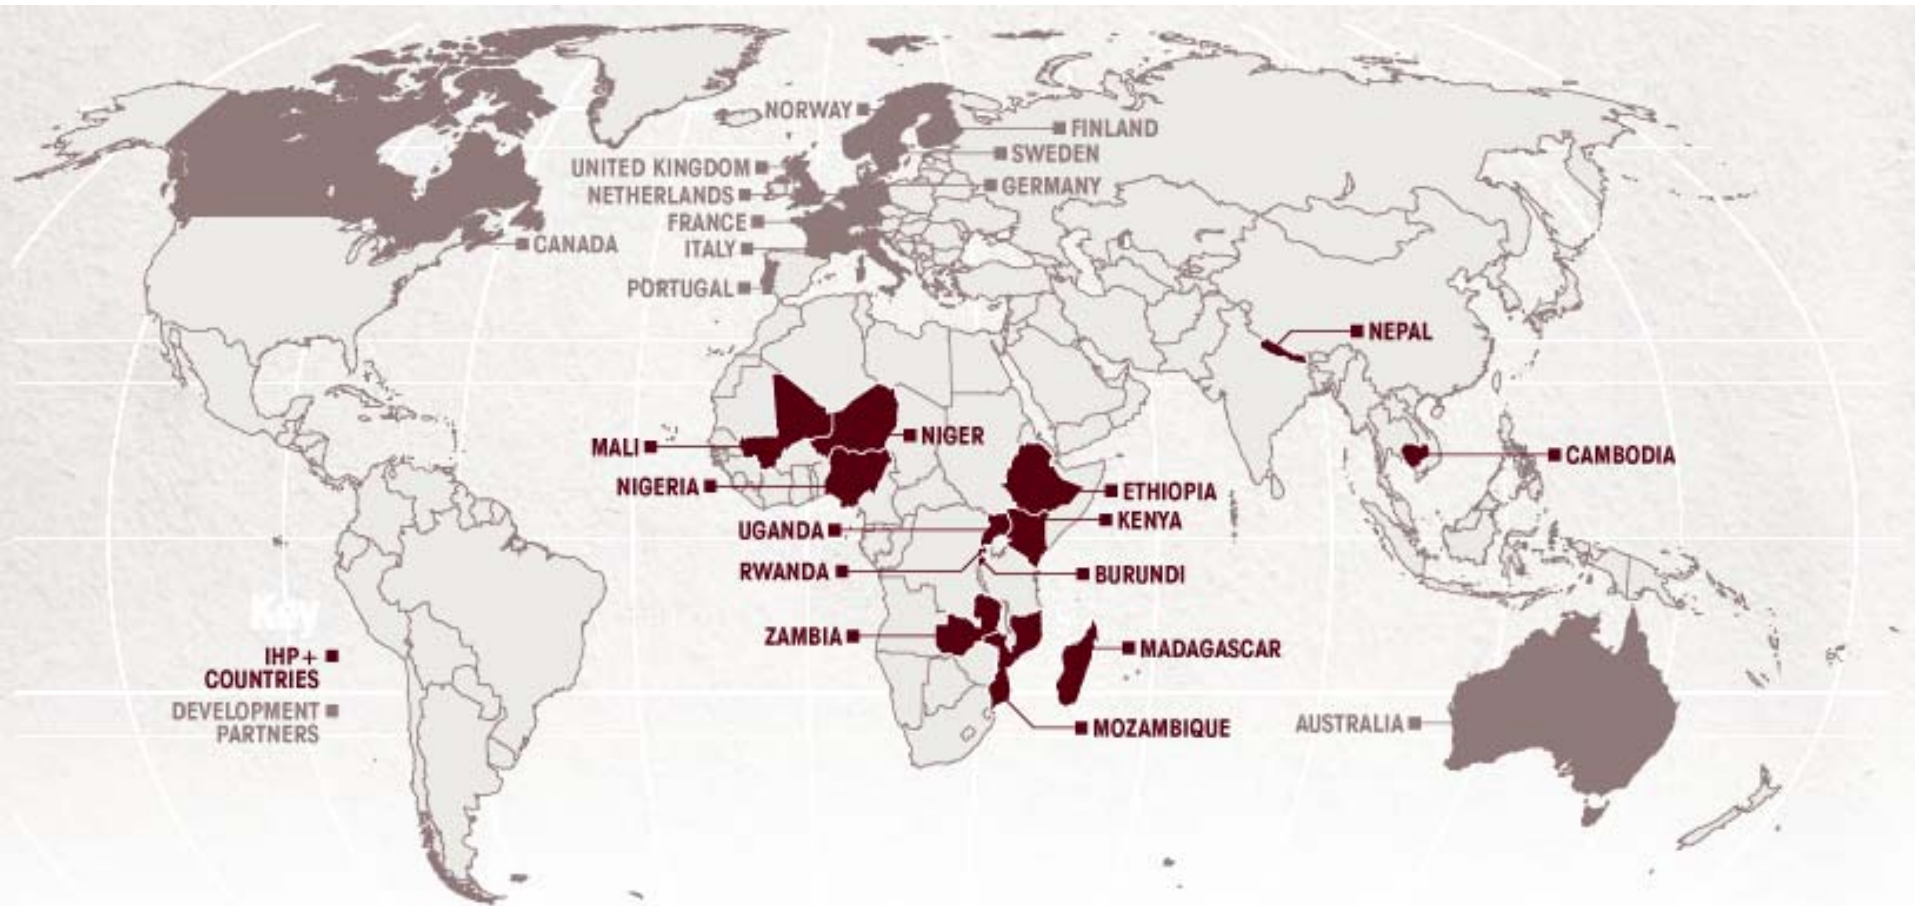 NORWAY
FINLAND
SWEDEN
UNITED KINGDOM
GERMANY
NETHERLANDS
FRANCE
CANADA
ITALY
PORTUGAL
NEPAL
MALI
NIGER
CAMBODIA
NIGERIA
ETHIOPIA
KENYA
UGANDA
RWANDA
BURUNDI
Key
ZAMBIA
MADAGASCAR
IHP+
COUNTRIES
DEVELOPMENT
PARTNERS
MOZAMBIQUE
AUSTRALIA